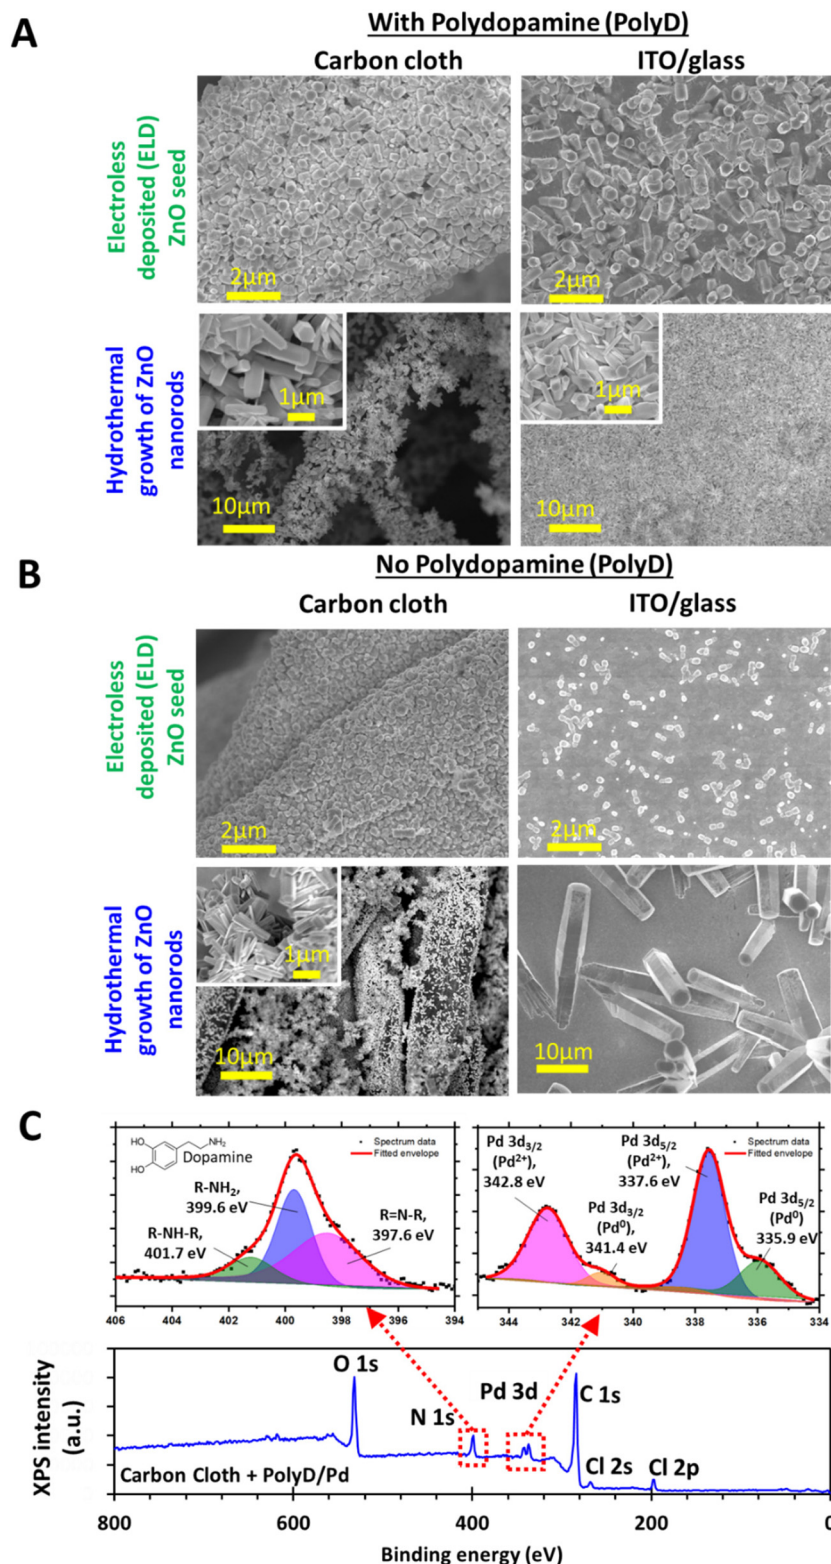 A
With Polydopamine (PolyD)
Carbon cloth
ITO/glass
Electroless
deposited (ELD)
ZnO seed
2μm
2μm
Hydrothermal
growth of ZnO
nanorods
1μm
10μm
1μm
10μm
B
No Polydopamine (PolyD)
Carbon cloth
ITO/glass
Electroless
deposited (ELD)
ZnO seed
2μm
2μm
Hydrothermal
growth of ZnO
nanorods
1μm
10μm
10μm
C
HO
HO
NH2
Dopamine
Spectrum data
Fitted envelope
R-NH2,
399.6 eV
R-NH-R,
401.7 eV
R=N-R,
397.6 eV
406 404 402 400 398 396 394
Pd 3d3/2
(Pd2+),
342.8 eV
Pd 3d3/2
(Pd0)
341.4 eV
Pd 3d5/2
(Pd2+),
337.6 eV
Spectrum data
Fitted envelope
Pd 3d5/2
(Pd0)
335.9 eV
344 342 340 338 336 334
XPS intensity
(a.u.)
O 1s
N 1s
Pd 3d
C 1s
Cl 2s
Cl 2p
Carbon Cloth + PolyD/Pd
800 600 400 200 0
Binding energy (eV)